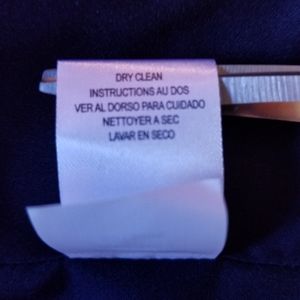 DRY CLEAN
INSTRUCTIONS AU DOS
VER AL DORSO PARA CUIDADO
NETTOYER A SEC
LAVAR EN SECO